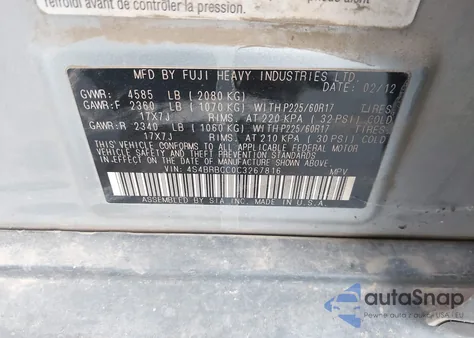 refroidi avant de contrôler la pression.
MFD BY FUJI HEAVY INDUSTRIES LTD.
DATE: 02/12
GVWR: 4585 LB (2080 KG)
GAWR:F 2360 LB (1070 KG) WITH P225/60R17 TIRES
17X7J RIMS, AT 220 KPA (32 PSI) COLD
GAWR:R 2340 LB (1060 KG) WITH P225/60R17 TIRES
17X7J RIMS, AT 210 KPA (30 PSI) COLD
THIS VEHICLE CONFORMS TO ALL
APPLICABLE FEDERAL MOTOR VEHICLE
SAFETY STANDARDS IN EFFECT ON THE DATE
OF MANUFACTURE SHOWN ABOVE.
VIN: 4S4BRBCC0C3267816 MPV
ASSEMBLED BY S.I.A. INC. MADE IN U.S.A.
autoSnap
Pewne auto z USA i EU